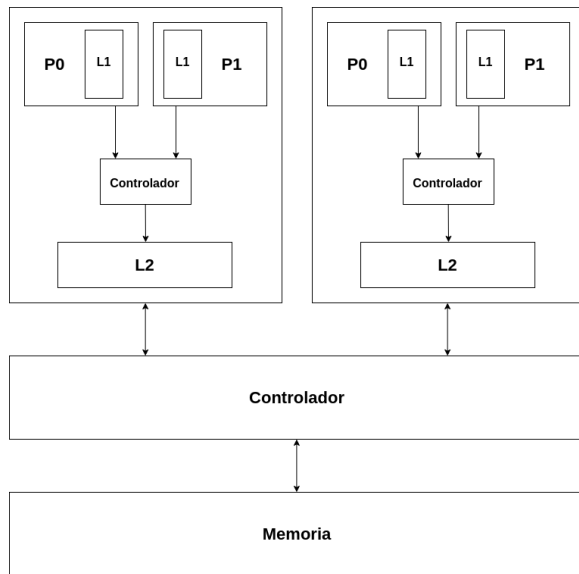 P0 L1 L1 P1 P0 L1 L1 P1
Controlador Controlador
L2 L2
Controlador
Memoria